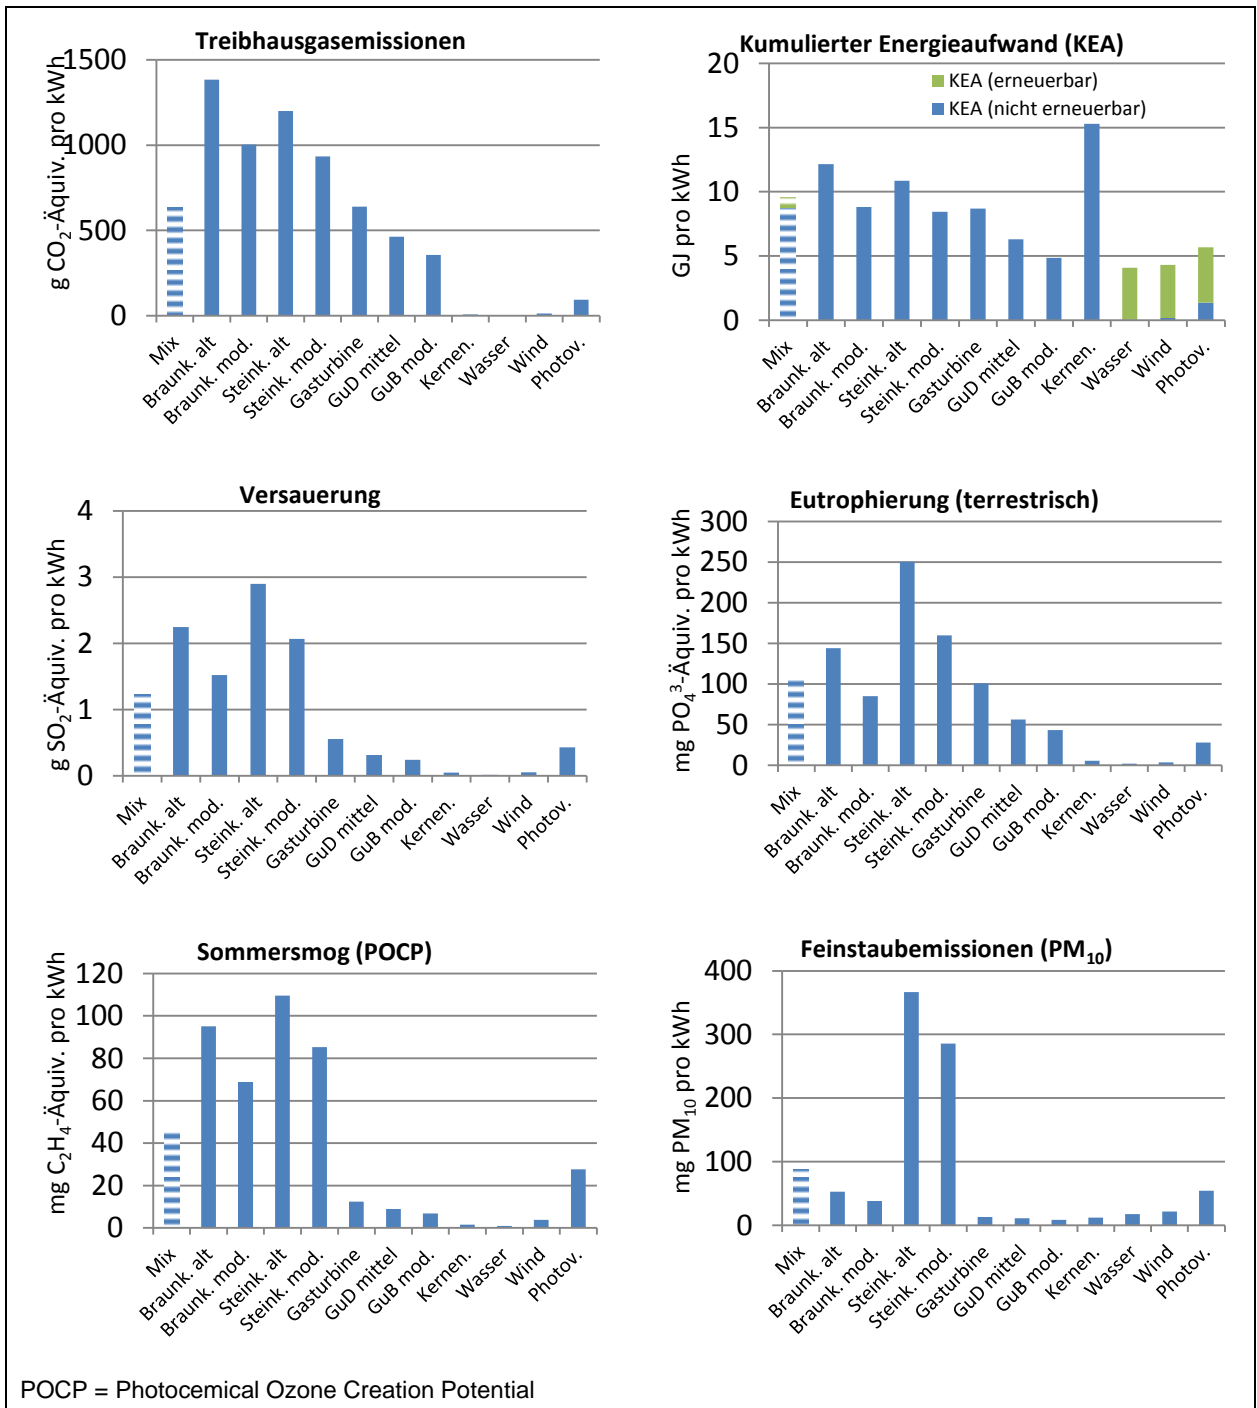 Treibhausgasemissionen
g CO₂-Äquiv. pro kWh
1500
1000
500
0
Mix
Braunk. alt
Braunk. mod.
Steink. alt
Steink. mod.
Gasturbine
GuD mittel
GuB mod.
Kernen.
Wasser
Wind
Photov.
Kumulierter Energieaufwand (KEA)
KEA (erneuerbar)
KEA (nicht erneuerbar)
GJ pro kWh
20
15
10
5
0
Mix
Braunk. alt
Braunk. mod.
Steink. alt
Steink. mod.
Gasturbine
GuD mittel
GuB mod.
Kernen.
Wasser
Wind
Photov.
Versauerung
g SO₂-Äquiv. pro kWh
4
3
2
1
0
Mix
Braunk. alt
Braunk. mod.
Steink. alt
Steink. mod.
Gasturbine
GuD mittel
GuB mod.
Kernen.
Wasser
Wind
Photov.
Eutrophierung (terrestrisch)
mg PO₄³-Äquiv. pro kWh
300
250
200
150
100
50
0
Mix
Braunk. alt
Braunk. mod.
Steink. alt
Steink. mod.
Gasturbine
GuD mittel
GuB mod.
Kernen.
Wasser
Wind
Photov.
Sommersmog (POCP)
mg C₂H₄-Äquiv. pro kWh
120
100
80
60
40
20
0
Mix
Braunk. alt
Braunk. mod.
Steink. alt
Steink. mod.
Gasturbine
GuD mittel
GuB mod.
Kernen.
Wasser
Wind
Photov.
Feinstaubemissionen (PM₁₀)
mg PM₁₀ pro kWh
400
300
200
100
0
Mix
Braunk. alt
Braunk. mod.
Steink. alt
Steink. mod.
Gasturbine
GuD mittel
GuB mod.
Kernen.
Wasser
Wind
Photov.
POCP = Photocemical Ozone Creation Potential